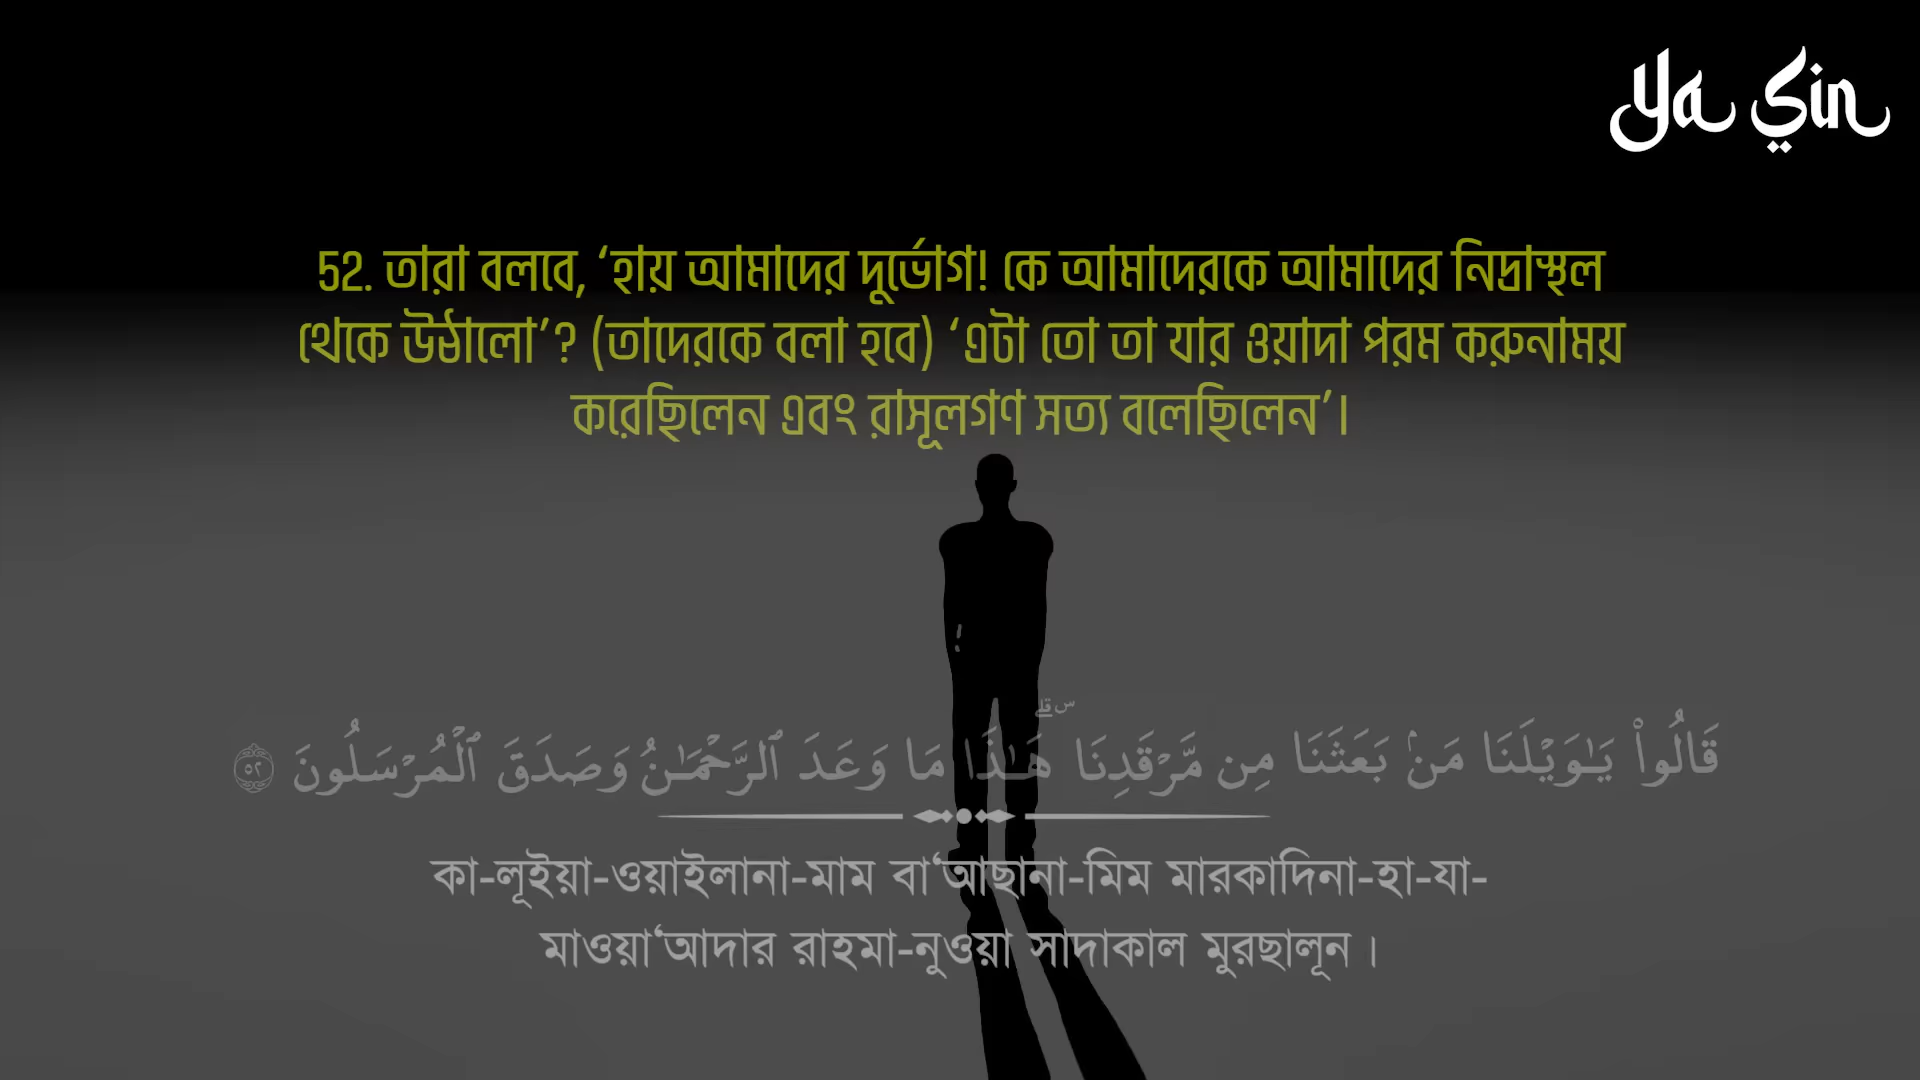 Ya Sin
52. তারা বলবে, ‘হায় আমাদের দুর্ভোগ! কে আমাদেরকে আমাদের নিদ্রাস্থল
থেকে উঠালো’? (তাদেরকে বলা হবে) ‘এটা তো তা যার ওয়াদা পরম করুনাময়
করেছিলেন এবং রাসূলগণ সত্য বলেছিলেন’।
قَالُوا۟ يَـٰوَيْلَنَا مَنۢ بَعَثَنَا مِن مَّرْقَدِنَا ۜ ۗ هَـٰذَا مَا وَعَدَ ٱلرَّحْمَـٰنُ وَصَدَقَ ٱلْمُرْسَلُونَ ٥٢
কা-লূইয়া-ওয়াইলানা-মাম বা‘আছানা-মিম মারকাদিনা-হা-যা-
মাওয়া‘আদার রাহমা-নুওয়া সাদাকাল মুরছালূন।